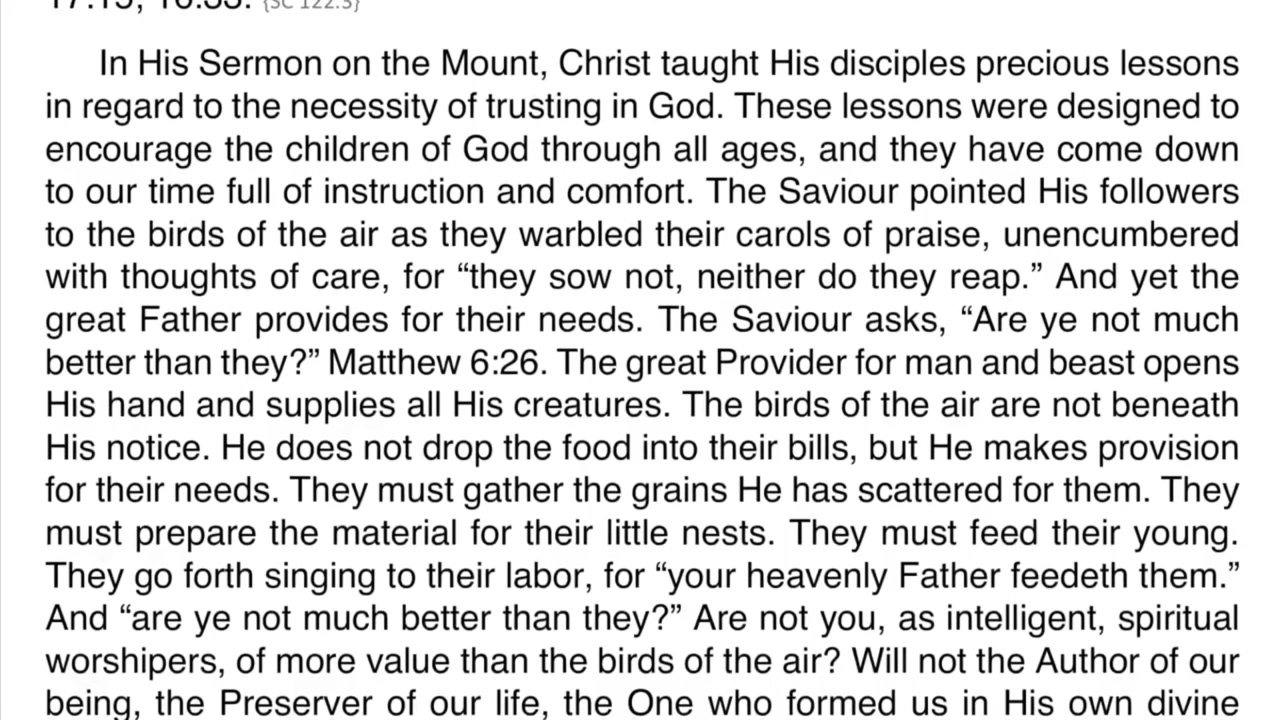 17:15; 16:33. {SC 122.3}
In His Sermon on the Mount, Christ taught His disciples precious lessons
in regard to the necessity of trusting in God. These lessons were designed to
encourage the children of God through all ages, and they have come down
to our time full of instruction and comfort. The Saviour pointed His followers
to the birds of the air as they warbled their carols of praise, unencumbered
with thoughts of care, for “they sow not, neither do they reap.” And yet the
great Father provides for their needs. The Saviour asks, “Are ye not much
better than they?” Matthew 6:26. The great Provider for man and beast opens
His hand and supplies all His creatures. The birds of the air are not beneath
His notice. He does not drop the food into their bills, but He makes provision
for their needs. They must gather the grains He has scattered for them. They
must prepare the material for their little nests. They must feed their young.
They go forth singing to their labor, for “your heavenly Father feedeth them.”
And “are ye not much better than they?” Are not you, as intelligent, spiritual
worshipers, of more value than the birds of the air? Will not the Author of our
being, the Preserver of our life, the One who formed us in His own divine